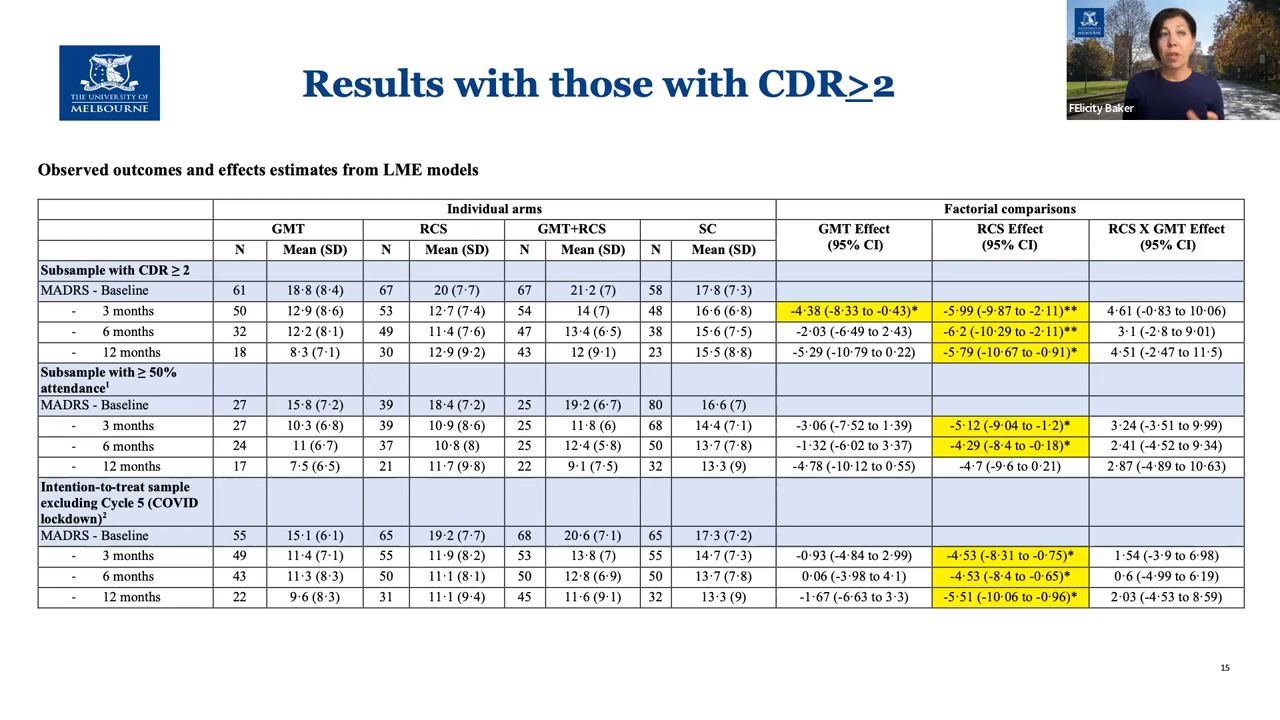 THE UNIVERSITY OF
MELBOURNE
Results with those with CDR>2
THE UNIVERSITY OF
MELBOURNE
FElicity Baker
Observed outcomes and effects estimates from LME models
Individual arms Factorial comparisons
GMT RCS GMT+RCS SC GMT Effect (95% CI) RCS Effect (95% CI) RCS X GMT Effect (95% CI)
N Mean (SD) N Mean (SD) N Mean (SD) N Mean (SD)
Subsample with CDR ≥ 2
MADRS - Baseline 61 18·8 (8·4) 67 20 (7·7) 67 21·2 (7) 58 17·8 (7·3)
- 3 months 50 12·9 (8·6) 53 12·7 (7·4) 54 14 (7) 48 16·6 (6·8) -4·38 (-8·33 to -0·43)* -5·99 (-9·87 to -2·11)** 4·61 (-0·83 to 10·06)
- 6 months 32 12·2 (8·1) 49 11·4 (7·6) 47 13·4 (6·5) 38 15·6 (7·5) -2·03 (-6·49 to 2·43) -6·2 (-10·29 to -2·11)** 3·1 (-2·8 to 9·01)
- 12 months 18 8·3 (7·1) 30 12·9 (9·2) 43 12 (9·1) 23 15·5 (8·8) -5·29 (-10·79 to 0·22) -5·79 (-10·67 to -0·91)* 4·51 (-2·47 to 11·5)
Subsample with ≥ 50%
attendance¹
MADRS - Baseline 27 15·8 (7·2) 39 18·4 (7·2) 25 19·2 (6·7) 80 16·6 (7)
- 3 months 27 10·3 (6·8) 39 10·9 (8·6) 25 11·8 (6) 68 14·4 (7·1) -3·06 (-7·52 to 1·39) -5·12 (-9·04 to -1·2)* 3·24 (-3·51 to 9·99)
- 6 months 24 11 (6·7) 37 10·8 (8) 25 12·4 (5·8) 50 13·7 (7·8) -1·32 (-6·02 to 3·37) -4·29 (-8·4 to -0·18)* 2·41 (-4·52 to 9·34)
- 12 months 17 7·5 (6·5) 21 11·7 (9·8) 22 9·1 (7·5) 32 13·3 (9) -4·78 (-10·12 to 0·55) -4·7 (-9·6 to 0·21) 2·87 (-4·89 to 10·63)
Intention-to-treat sample
excluding Cycle 5 (COVID
lockdown)²
MADRS - Baseline 55 15·1 (6·1) 65 19·2 (7·7) 68 20·6 (7·1) 65 17·3 (7·2)
- 3 months 49 11·4 (7·1) 55 11·9 (8·2) 53 13·8 (7) 55 14·7 (7·3) -0·93 (-4·84 to 2·99) -4·53 (-8·31 to -0·75)* 1·54 (-3·9 to 6·98)
- 6 months 43 11·3 (8·3) 50 11·1 (8·1) 50 12·8 (6·9) 50 13·7 (7·8) 0·06 (-3·98 to 4·1) -4·53 (-8·4 to -0·65)* 0·6 (-4·99 to 6·19)
- 12 months 22 9·6 (8·3) 31 11·1 (9·4) 45 11·6 (9·1) 32 13·3 (9) -1·67 (-6·63 to 3·3) -5·51 (-10·06 to -0·96)* 2·03 (-4·53 to 8·59)
15